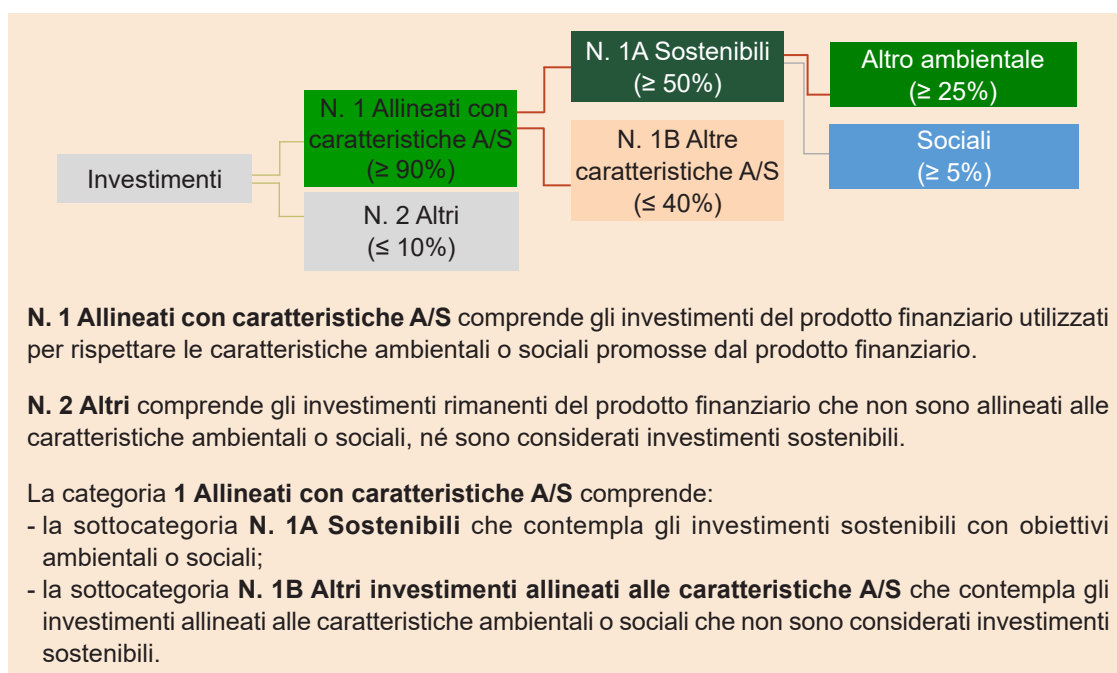 Investimenti
N. 1 Allineati con
caratteristiche A/S
(≥ 90%)
N. 2 Altri
(≤ 10%)
N. 1A Sostenibili
(≥ 50%)
N. 1B Altre
caratteristiche A/S
(≤ 40%)
Altro ambientale
(≥ 25%)
Sociali
(≥ 5%)
N. 1 Allineati con caratteristiche A/S comprende gli investimenti del prodotto finanziario utilizzati
per rispettare le caratteristiche ambientali o sociali promosse dal prodotto finanziario.
N. 2 Altri comprende gli investimenti rimanenti del prodotto finanziario che non sono allineati alle
caratteristiche ambientali o sociali, né sono considerati investimenti sostenibili.
La categoria 1 Allineati con caratteristiche A/S comprende:
- la sottocategoria N. 1A Sostenibili che contempla gli investimenti sostenibili con obiettivi
ambientali o sociali;
- la sottocategoria N. 1B Altri investimenti allineati alle caratteristiche A/S che contempla gli
investimenti allineati alle caratteristiche ambientali o sociali che non sono considerati investimenti
sostenibili.